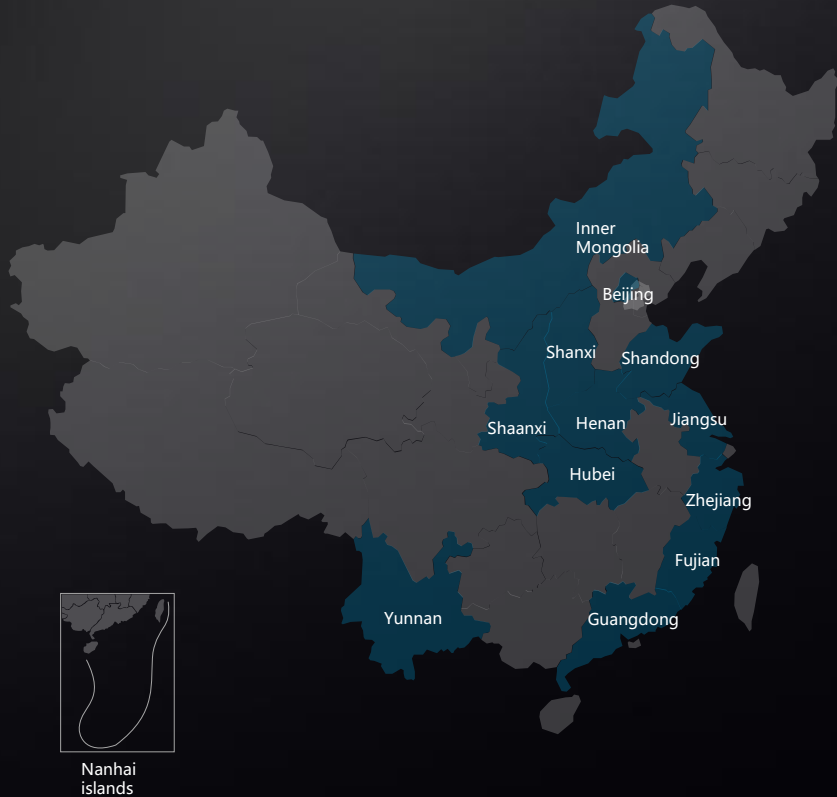 Inner
Mongolia
Beijing
Shanxi
Shandong
Jiangsu
Henan
Shaanxi
Hubei
Zhejiang
Fujian
Yunnan
Guangdong
Nanhai
islands